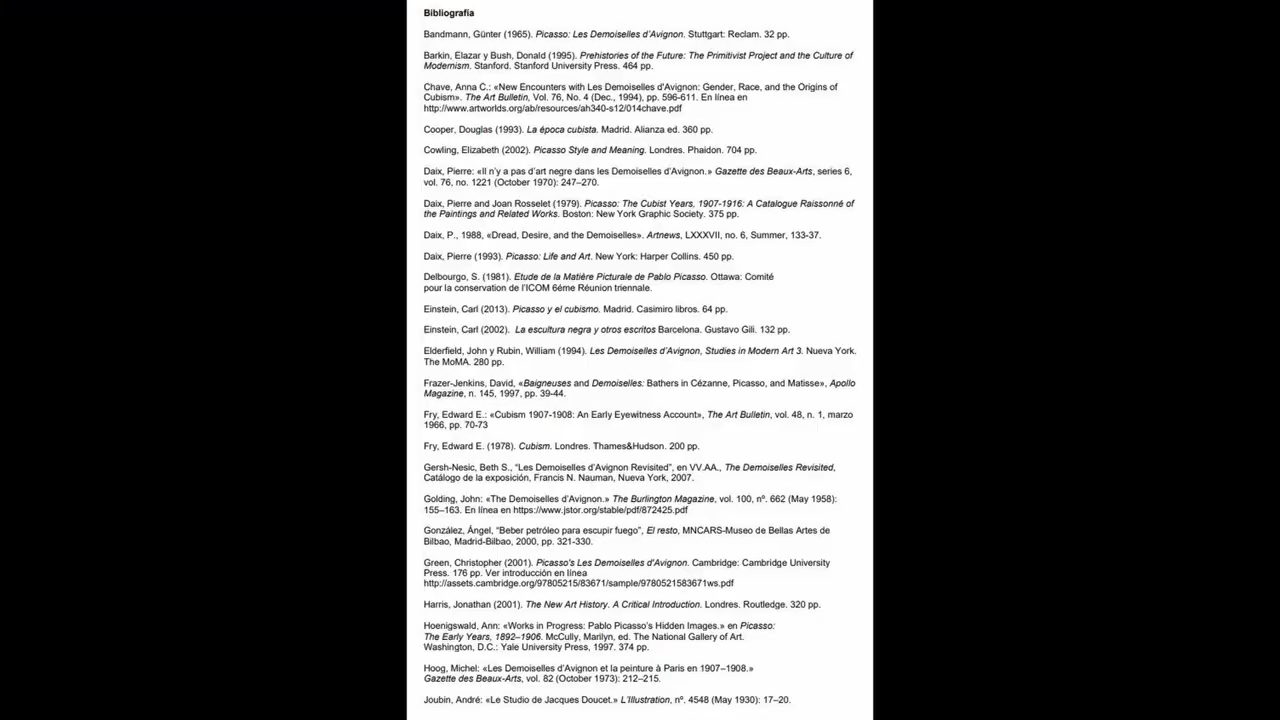 Bibliografía
Bandmann, Günter (1965). Picasso: Les Demoiselles d'Avignon. Stuttgart: Reclam. 32 pp.
Barkin, Elazar y Bush, Donald (1995). Prehistories of the Future: The Primitivist Project and the Culture of
Modernism. Stanford. Stanford University Press. 464 pp.
Chave, Anna C.: «New Encounters with Les Demoiselles d'Avignon: Gender, Race, and the Origins of
Cubism». The Art Bulletin, Vol. 76, No. 4 (Dec., 1994), pp. 596-611. En línea en
http://www.artworlds.org/ab/resources/ah340-s12/014chave.pdf
Cooper, Douglas (1993). La época cubista. Madrid. Alianza ed. 360 pp.
Cowling, Elizabeth (2002). Picasso Style and Meaning. Londres. Phaidon. 704 pp.
Daix, Pierre: «Il n'y a pas d'art negre dans les Demoiselles d'Avignon.» Gazette des Beaux-Arts, series 6,
vol. 76, no. 1221 (October 1970): 247–270.
Daix, Pierre and Joan Rosselet (1979). Picasso: The Cubist Years, 1907-1916: A Catalogue Raissonné of
the Paintings and Related Works. Boston: New York Graphic Society. 375 pp.
Daix, P., 1988, «Dread, Desire, and the Demoiselles». Artnews, LXXXVII, no. 6, Summer, 133-37.
Daix, Pierre (1993). Picasso: Life and Art. New York: Harper Collins. 450 pp.
Delbourgo, S. (1981). Etude de la Matière Picturale de Pablo Picasso. Ottawa: Comité
pour la conservation de l'ICOM 6éme Réunion triennale.
Einstein, Carl (2013). Picasso y el cubismo. Madrid. Casimiro libros. 64 pp.
Einstein, Carl (2002). La escultura negra y otros escritos Barcelona. Gustavo Gili. 132 pp.
Elderfield, John y Rubin, William (1994). Les Demoiselles d'Avignon, Studies in Modern Art 3. Nueva York.
The MoMA. 280 pp.
Frazer-Jenkins, David, «Baigneuses and Demoiselles: Bathers in Cézanne, Picasso, and Matisse», Apollo
Magazine, n. 145, 1997, pp. 39-44.
Fry, Edward E.: «Cubism 1907-1908: An Early Eyewitness Account», The Art Bulletin, vol. 48, n. 1, marzo
1966, pp. 70-73
Fry, Edward E. (1978). Cubism. Londres. Thames&Hudson. 200 pp.
Gersh-Nesic, Beth S., "Les Demoiselles d'Avignon Revisited", en VV.AA., The Demoiselles Revisited,
Catálogo de la exposición, Francis N. Nauman, Nueva York, 2007.
Golding, John: «The Demoiselles d'Avignon.» The Burlington Magazine, vol. 100, nº. 662 (May 1958):
155–163. En línea en https://www.jstor.org/stable/pdf/872425.pdf
González, Ángel, "Beber petróleo para escupir fuego", El resto, MNCARS-Museo de Bellas Artes de
Bilbao, Madrid-Bilbao, 2000, pp. 321-330.
Green, Christopher (2001). Picasso's Les Demoiselles d'Avignon. Cambridge: Cambridge University
Press. 176 pp. Ver introducción en línea
http://assets.cambridge.org/97805215/83671/sample/9780521583671ws.pdf
Harris, Jonathan (2001). The New Art History. A Critical Introduction. Londres. Routledge. 320 pp.
Hoenigswald, Ann: «Works in Progress: Pablo Picasso's Hidden Images.» en Picasso:
The Early Years, 1892–1906. McCully, Marilyn, ed. The National Gallery of Art.
Washington, D.C.: Yale University Press, 1997. 374 pp.
Hoog, Michel: «Les Demoiselles d'Avignon et la peinture à Paris en 1907–1908.»
Gazette des Beaux-Arts, vol. 82 (October 1973): 212–215.
Joubin, André: «Le Studio de Jacques Doucet.» L'Illustration, nº. 4548 (May 1930): 17–20.